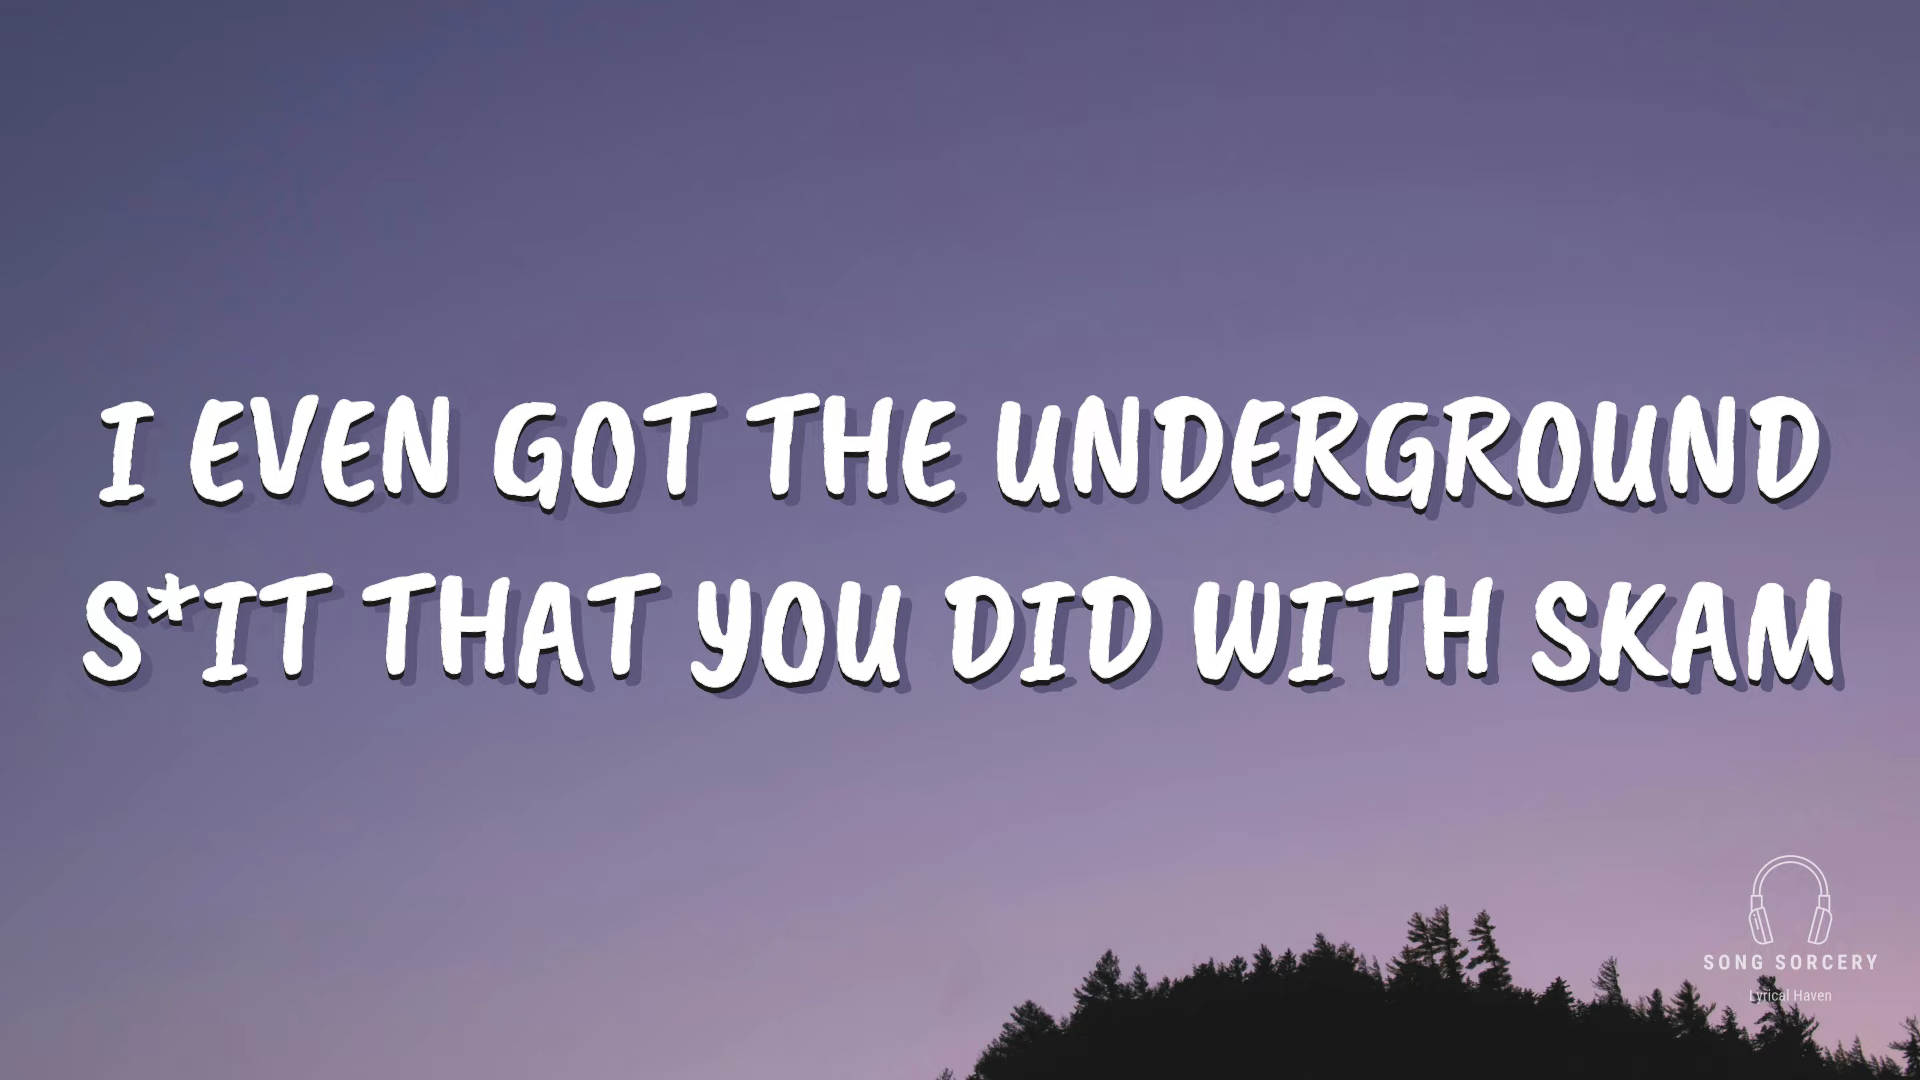 I EVEN GOT THE UNDERGROUND
S*IT THAT YOU DID WITH SKAM
SONG SORCERY
Lyrical Haven